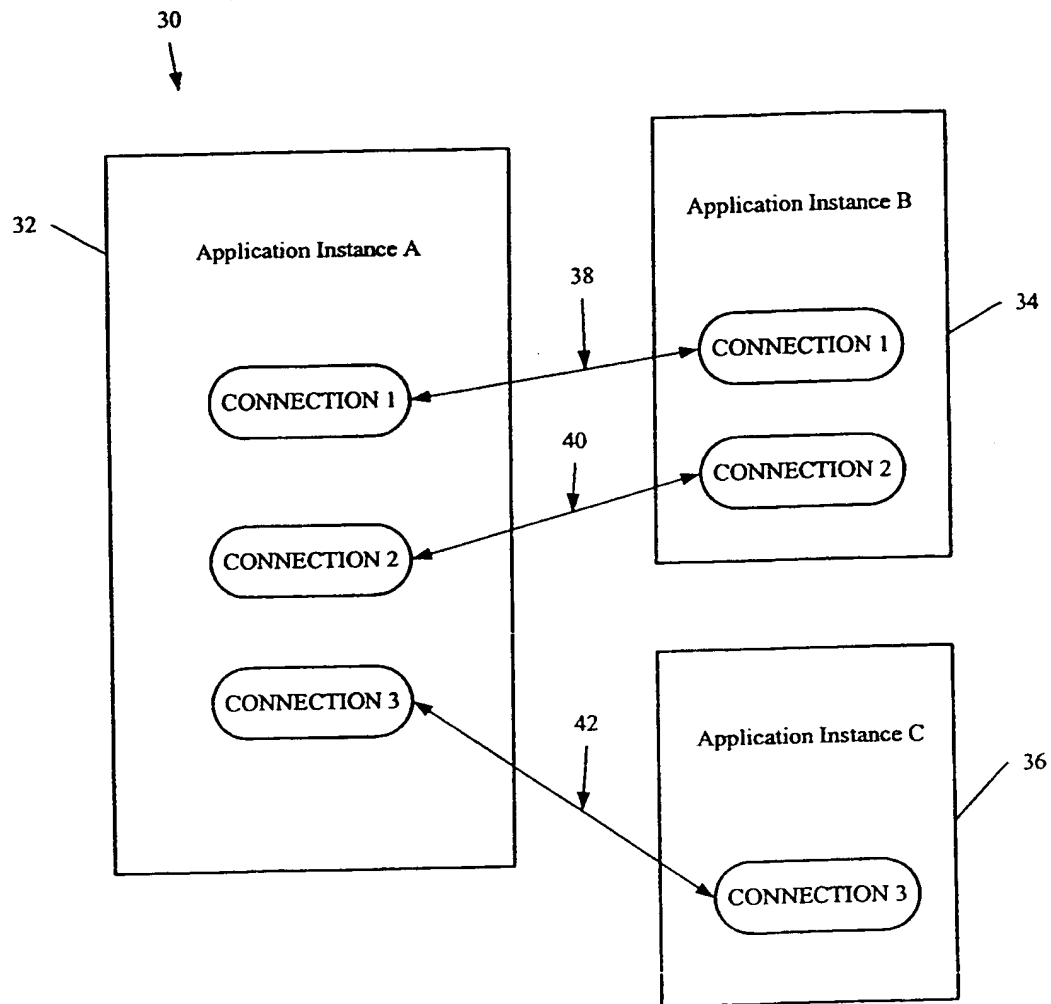 30
32
Application Instance A
CONNECTION 1
CONNECTION 2
CONNECTION 3
38
40
42
Application Instance B
CONNECTION 1
CONNECTION 2
34
Application Instance C
CONNECTION 3
36